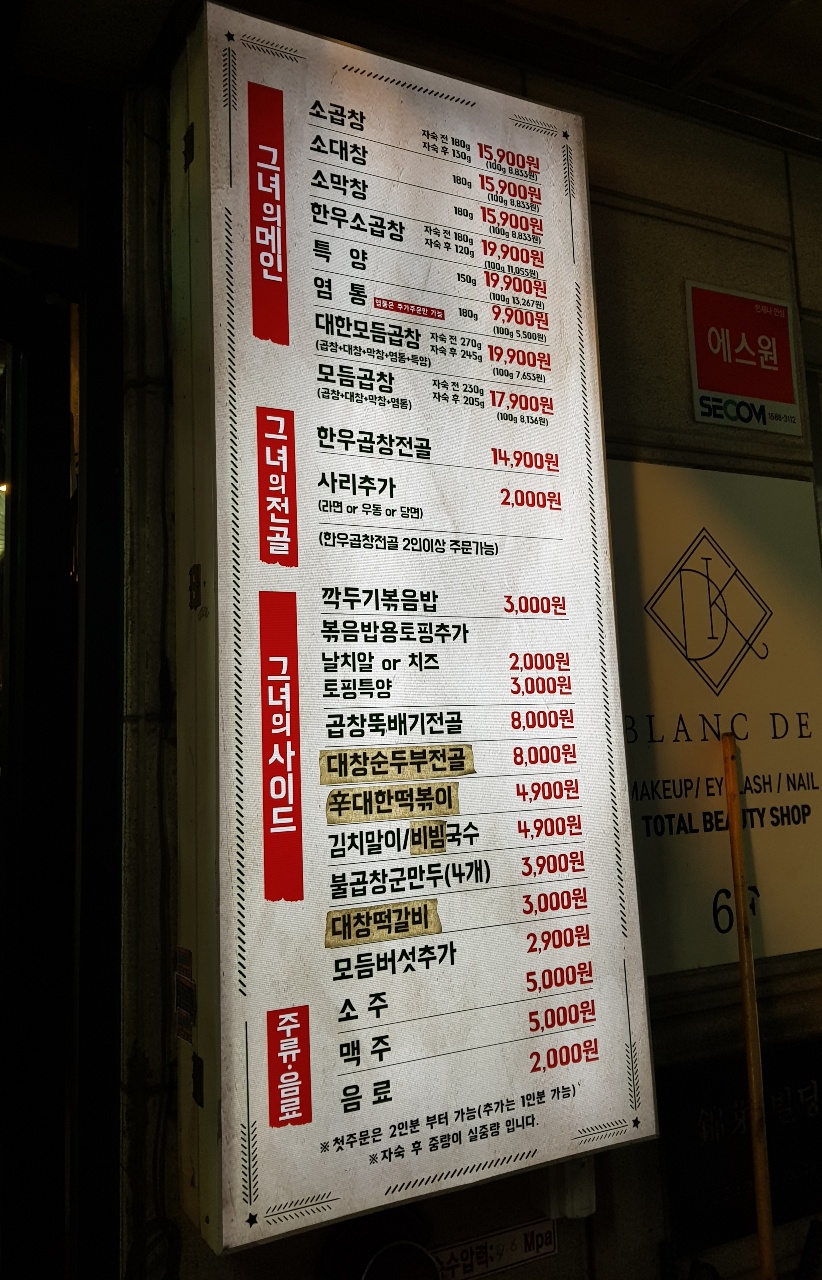 그녀의메인
소곱창 자숙 전 180g 자숙 후 130g 15,900원
(100g 8,833원)
소대창 180g 15,900원
(100g 8,833원)
소막창 180g 15,900원
(100g 8,833원)
한우소곱창 자숙 전 180g 자숙 후 120g 19,900원
(100g 11,055원)
특 양 150g 19,900원
(100g 13,267원)
염 통 염통은 추가주문만 가능 180g 9,900원
(100g 5,500원)
대한모듬곱창 자숙 전 270g 자숙 후 245g 19,900원
(곱창+대창+막창+염통+특양) (100g 7,653원)
모듬곱창 자숙 전 230g 자숙 후 205g 17,900원
(곱창+대창+막창+염통) (100g 8,136원)
그녀의전골
한우곱창전골 14,900원
사리추가 2,000원
(라면 or 우동 or 당면)
(한우곱창전골 2인이상 주문가능)
그녀의사이드
깍두기볶음밥 3,000원
볶음밥용토핑추가
날치알 or 치즈 2,000원
토핑특양 3,000원
곱창뚝배기전골 8,000원
대창순두부전골 8,000원
辛대한떡볶이 4,900원
김치말이/비빔국수 4,900원
불곱창군만두(4개) 3,900원
대창떡갈비 3,000원
모듬버섯추가 2,900원
주류·음료
소 주 5,000원
맥 주 5,000원
음 료 2,000원
※첫주문은 2인분 부터 가능(추가는 1인분 가능)
※자숙 후 중량이 실중량 입니다.
언제나 안심
에스원
SECOM 1588-3112
BLANC DE
MAKEUP/ EYELASH / NAIL
TOTAL BEAUTY SHOP
6F
Mpa